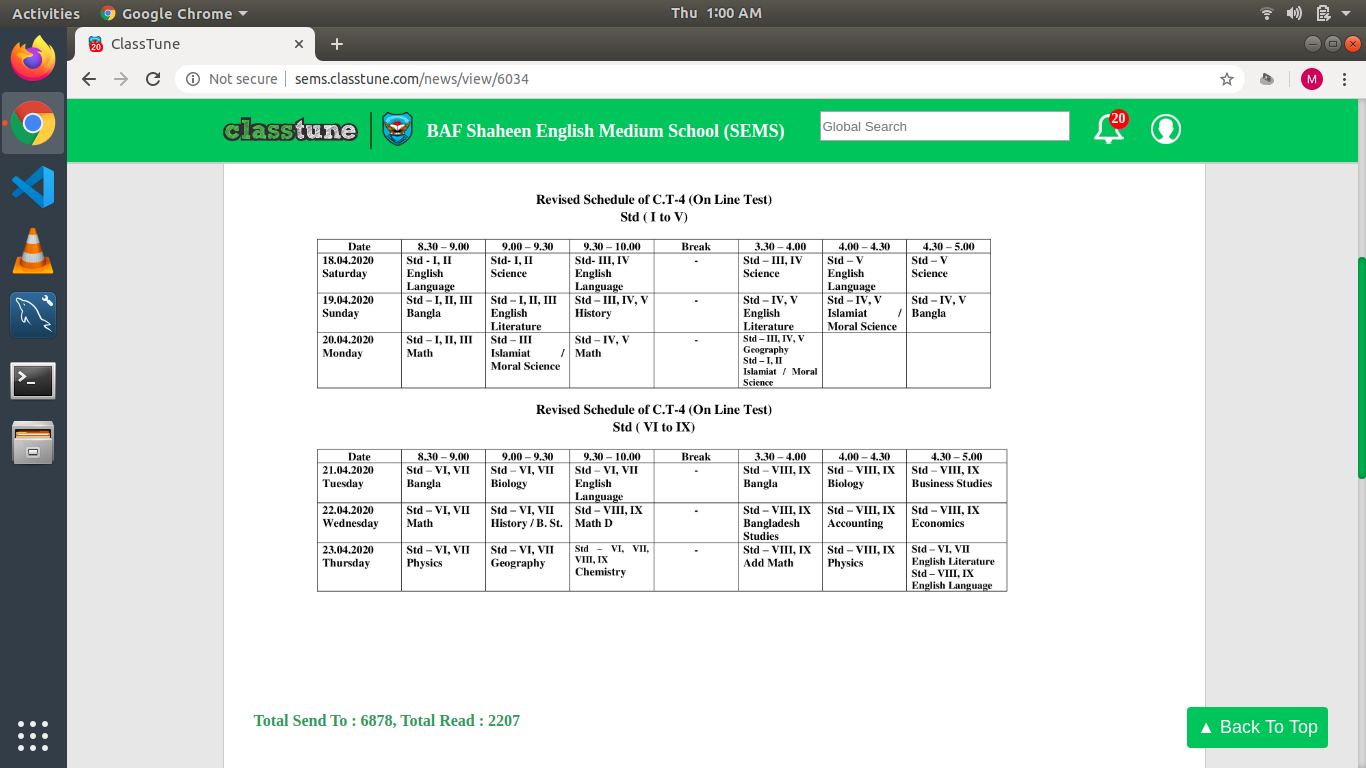 Activities Google Chrome Thu 1:00 AM
20 ClassTune
Not secure sems.classtune.com/news/view/6034 M
classtune BAF Shaheen English Medium School (SEMS) Global Search 20
Revised Schedule of C.T-4 (On Line Test)
Std ( I to V)
Date 8.30 – 9.00 9.00 – 9.30 9.30 – 10.00 Break 3.30 – 4.00 4.00 – 4.30 4.30 – 5.00
18.04.2020 Std - I, II Std- I, II Std- III, IV - Std – III, IV Std – V Std – V
Saturday English Science English Science English Science
Language Language Language
19.04.2020 Std – I, II, III Std – I, II, III Std – III, IV, V - Std – IV, V Std – IV, V Std – IV, V
Sunday Bangla English History English Islamiat / Bangla
Literature Literature Moral Science
20.04.2020 Std – I, II, III Std – III Std – IV, V - Std – III, IV, V
Monday Math Islamiat / Math Geography
Moral Science Std – I, II
Islamiat / Moral
Science
Revised Schedule of C.T-4 (On Line Test)
Std ( VI to IX)
Date 8.30 – 9.00 9.00 – 9.30 9.30 – 10.00 Break 3.30 – 4.00 4.00 – 4.30 4.30 – 5.00
21.04.2020 Std – VI, VII Std – VI, VII Std – VI, VII - Std – VIII, IX Std – VIII, IX Std – VIII, IX
Tuesday Bangla Biology English Bangla Biology Business Studies
Language
22.04.2020 Std – VI, VII Std – VI, VII Std – VIII, IX - Std – VIII, IX Std – VIII, IX Std – VIII, IX
Wednesday Math History / B. St. Math D Bangladesh Accounting Economics
Studies
23.04.2020 Std – VI, VII Std – VI, VII Std – VI, VII, - Std – VIII, IX Std – VIII, IX Std – VI, VII
Thursday Physics Geography VIII, IX Add Math Physics English Literature
Chemistry Std – VIII, IX
English Language
Total Send To : 6878, Total Read : 2207
▲ Back To Top